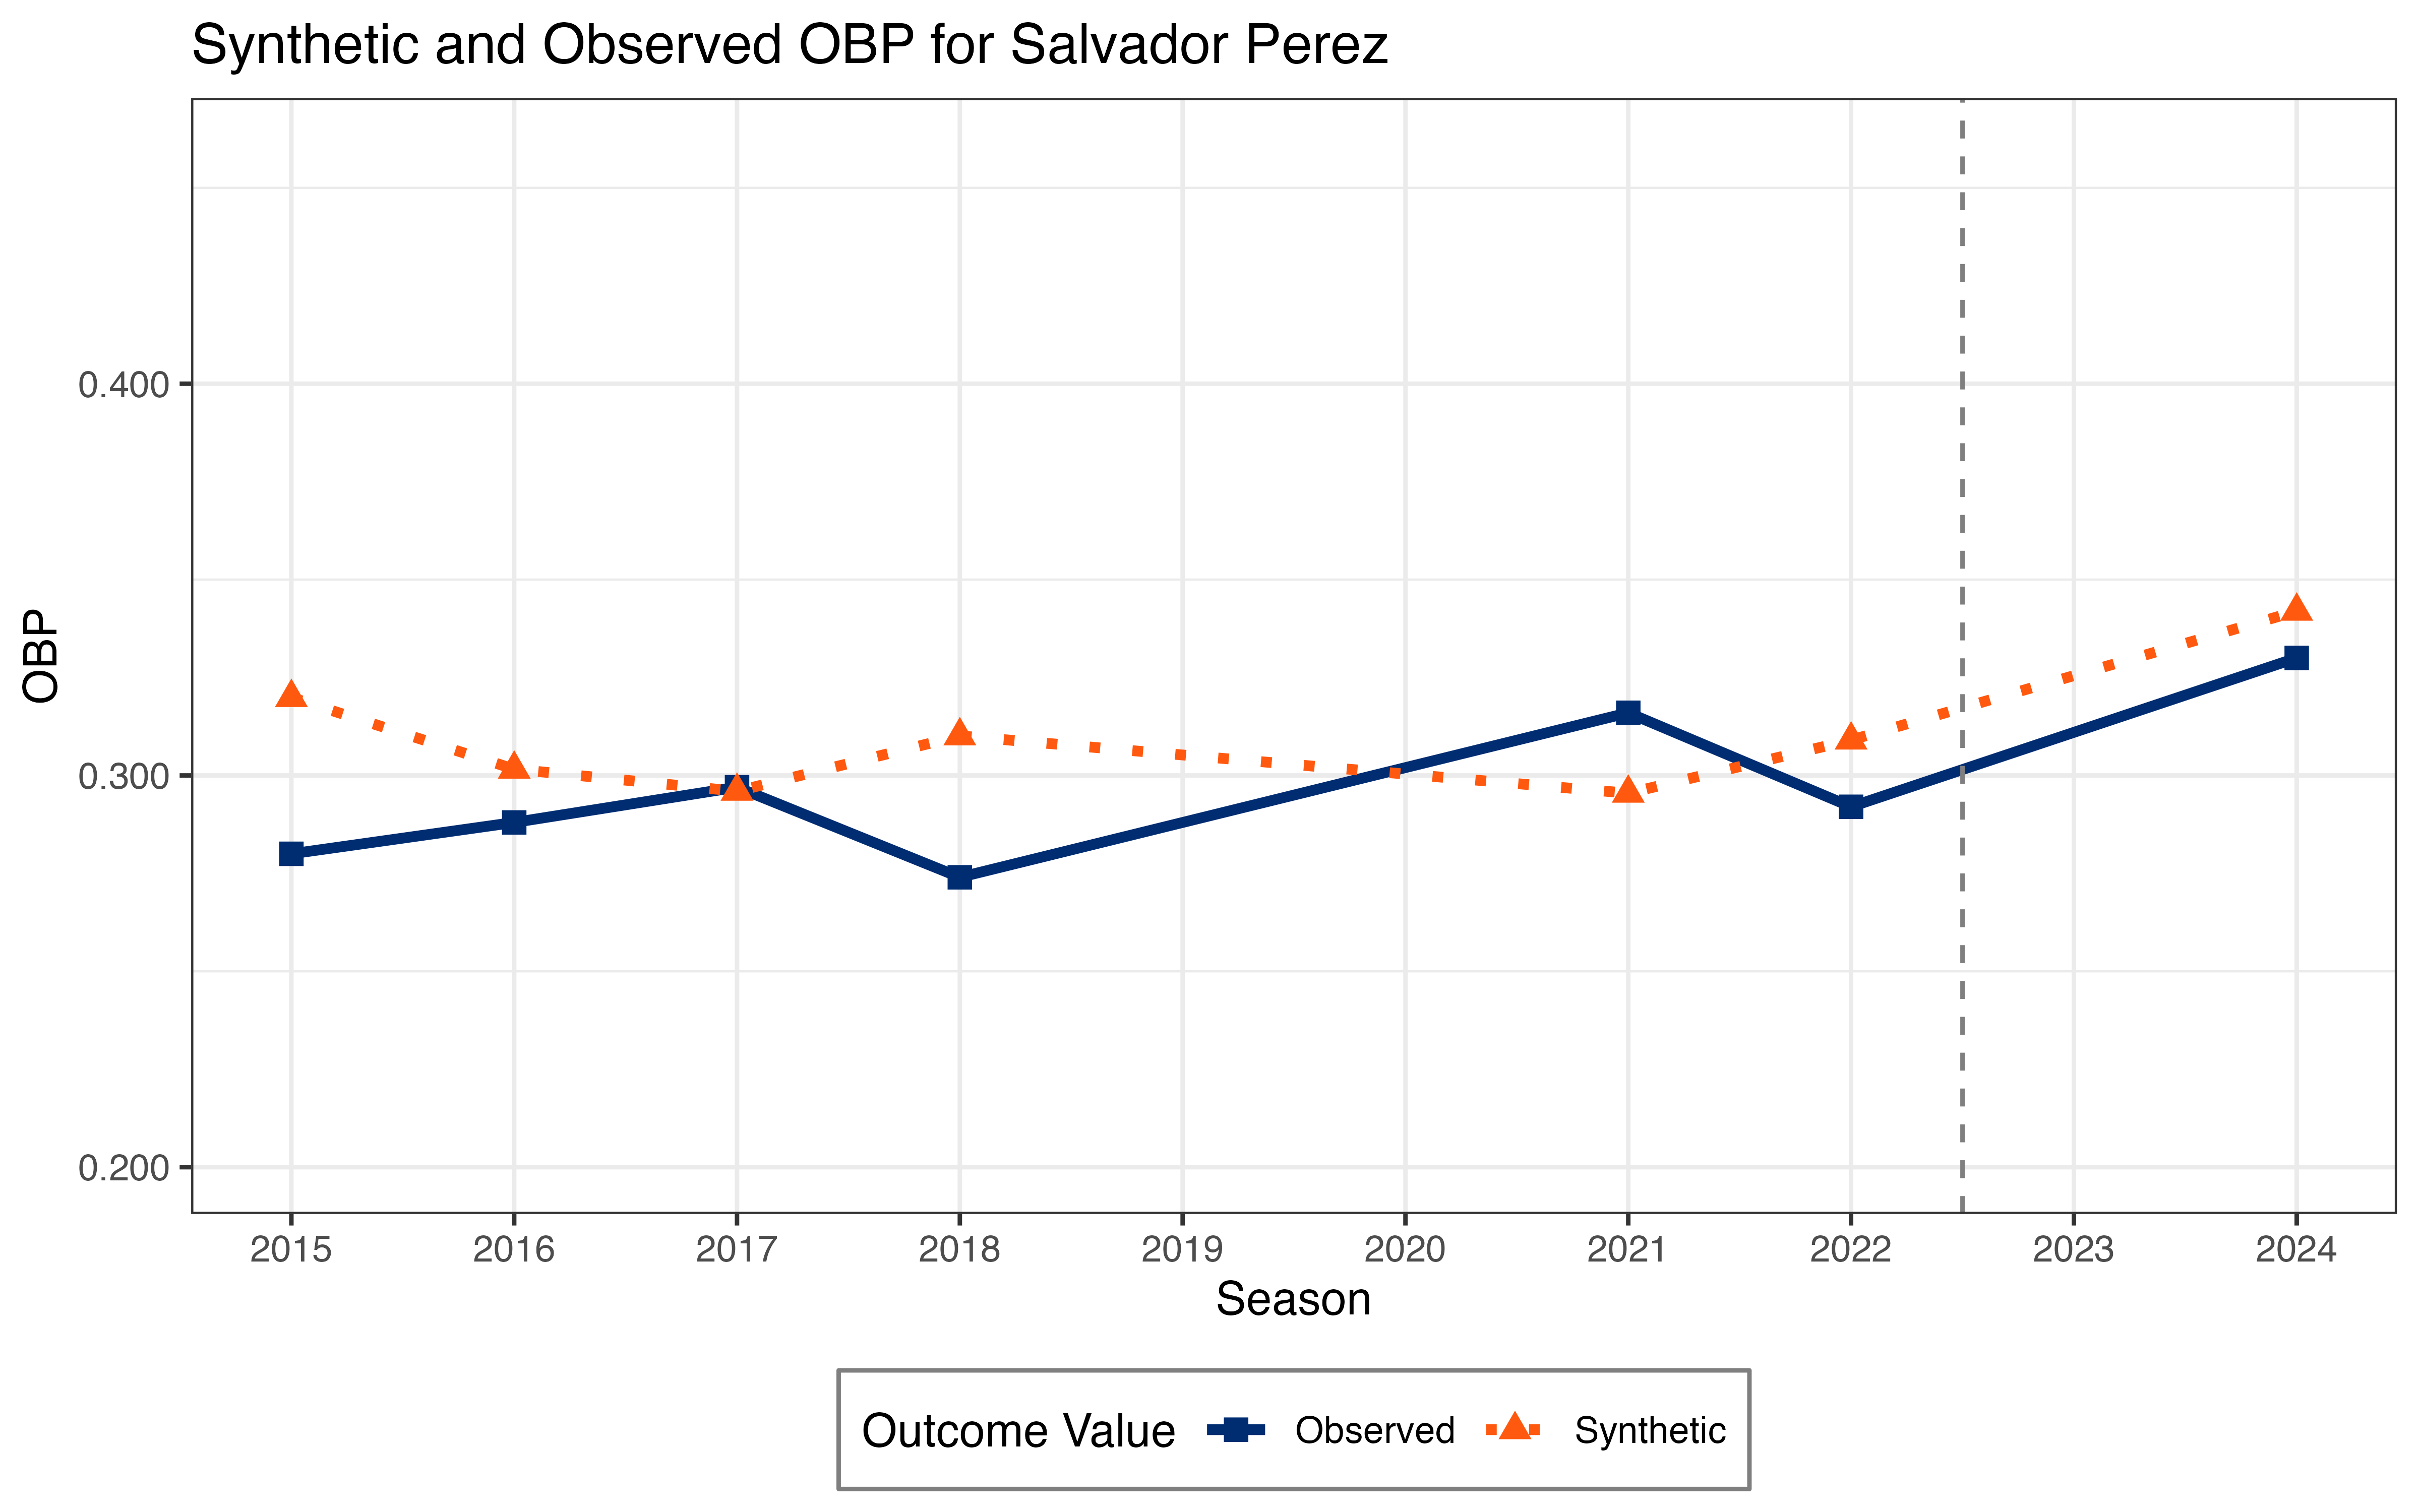 Synthetic and Observed OBP for Salvador Perez
OBP
0.400
0.300
0.200
2015 2016 2017 2018 2019 2020 2021 2022 2023 2024
Season
Outcome Value Observed Synthetic